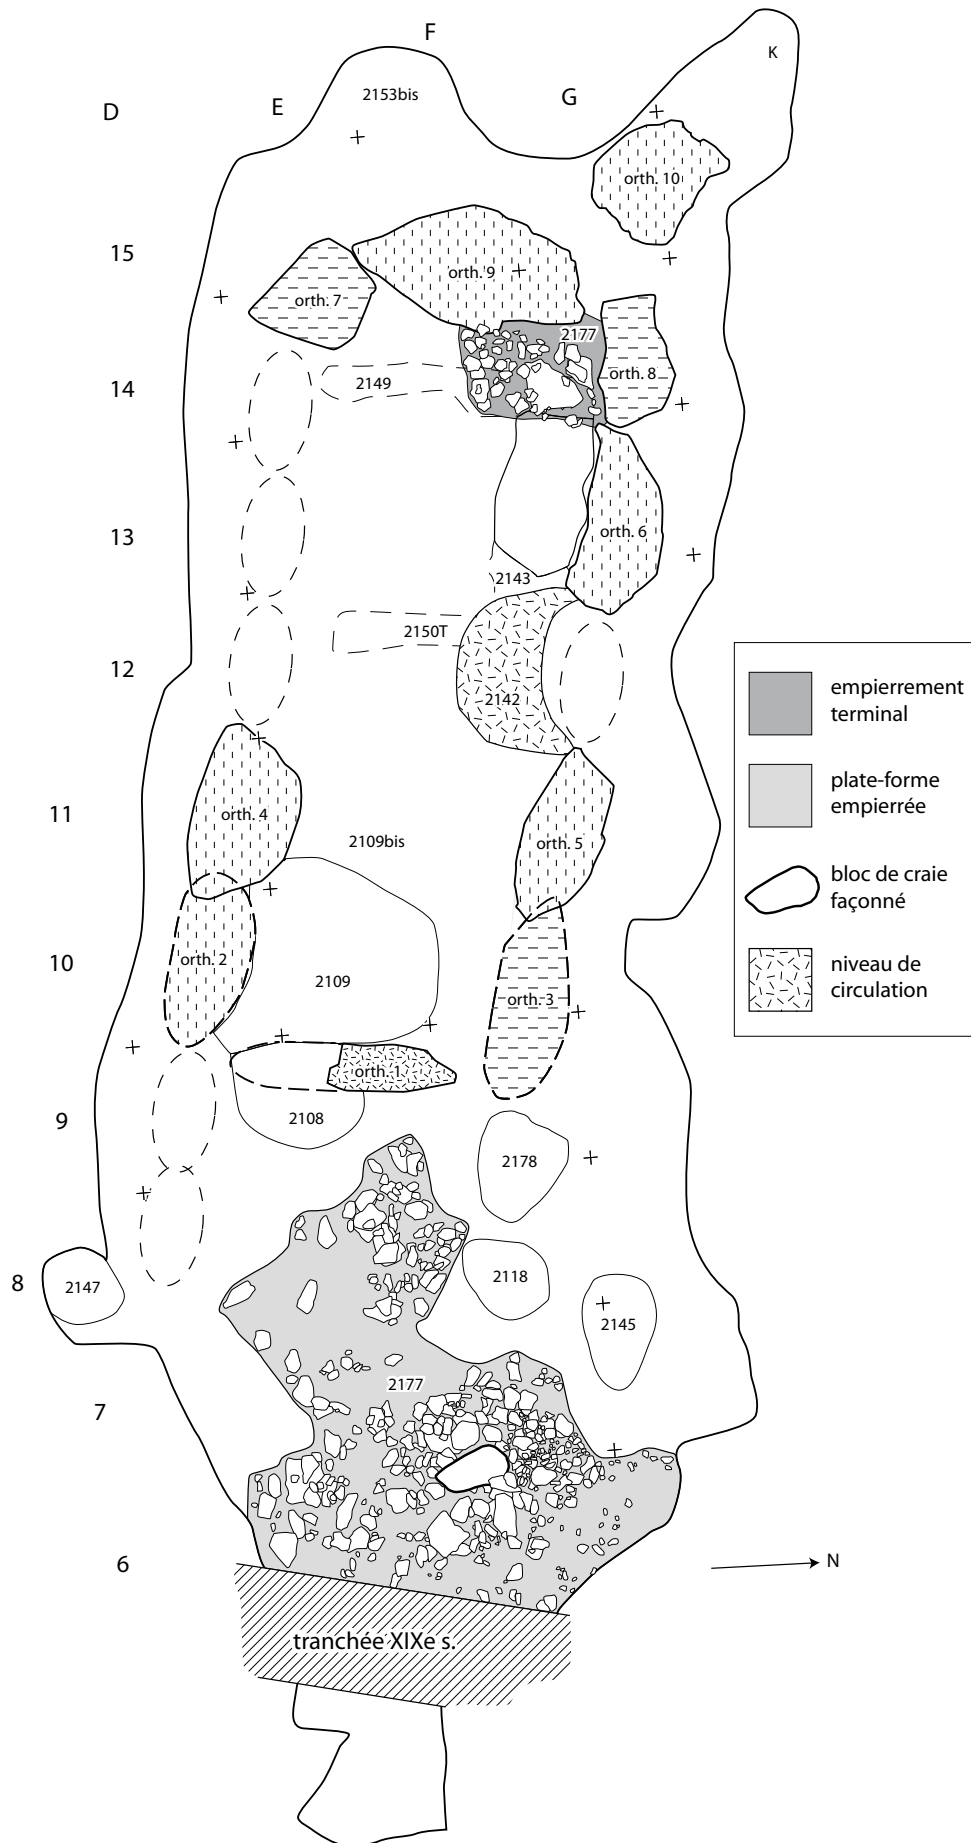 F
K
2153bis
G
D
E
orth. 10
15
orth. 9
orth. 7
2177
orth. 8
2149
14
orth. 6
13
2143
2150T
12
2142
empierrement
terminal
plate-forme
empierrée
11
orth. 4
2109bis
orth. 5
bloc de craie
façonné
orth. 2
10
2109
orth. 3
niveau de
circulation
orth. 1
9
2108
2178
8
2147
2118
2145
2177
7
6
N
tranchée XIXe s.